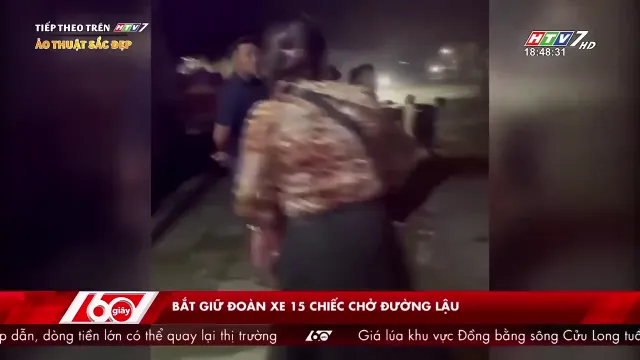 TIẾP THEO TRÊN HTV7
ẢO THUẬT SẮC ĐẸP
HTV7 HD
18:48:31
60 giây
BẮT GIỮ ĐOÀN XE 15 CHIẾC CHỞ ĐƯỜNG LẬU
p dẫn, dòng tiền lớn có thể quay lại thị trường 60 Giá lúa khu vực Đồng bằng sông Cửu Long tu